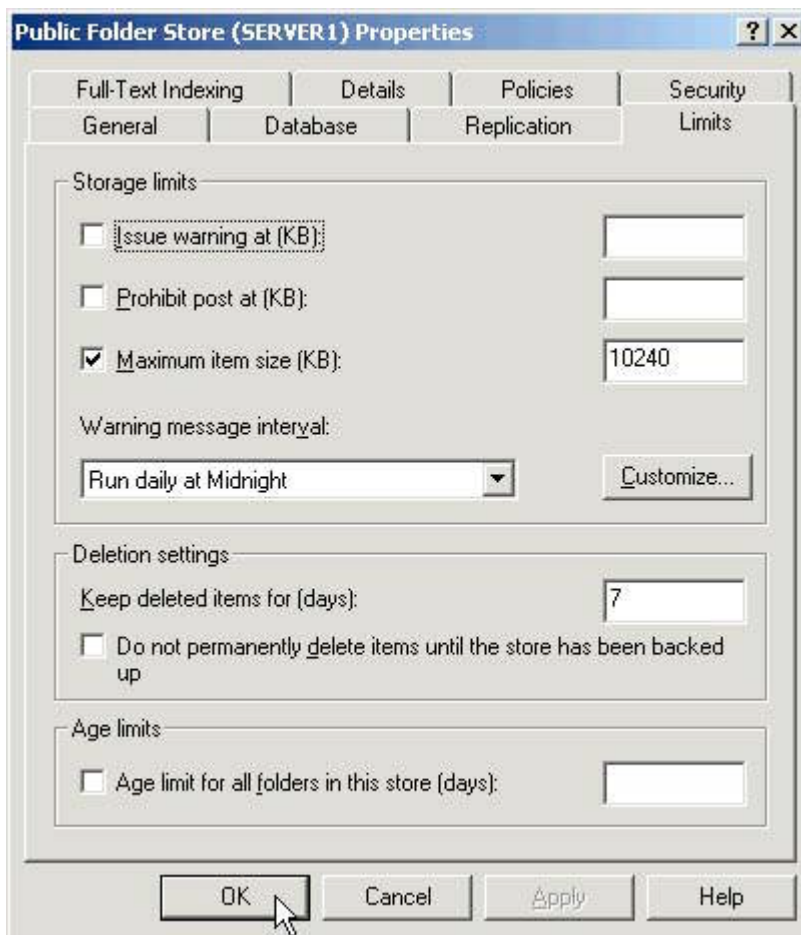 Public Folder Store (SERVER1) Properties
Full-Text Indexing Details Policies Security
General Database Replication Limits
Storage limits
Issue warning at (KB):
Prohibit post at (KB):
Maximum item size (KB): 10240
Warning message interval:
Run daily at Midnight Customize...
Deletion settings
Keep deleted items for (days): 7
Do not permanently delete items until the store has been backed
up
Age limits
Age limit for all folders in this store (days):
OK Cancel Apply Help